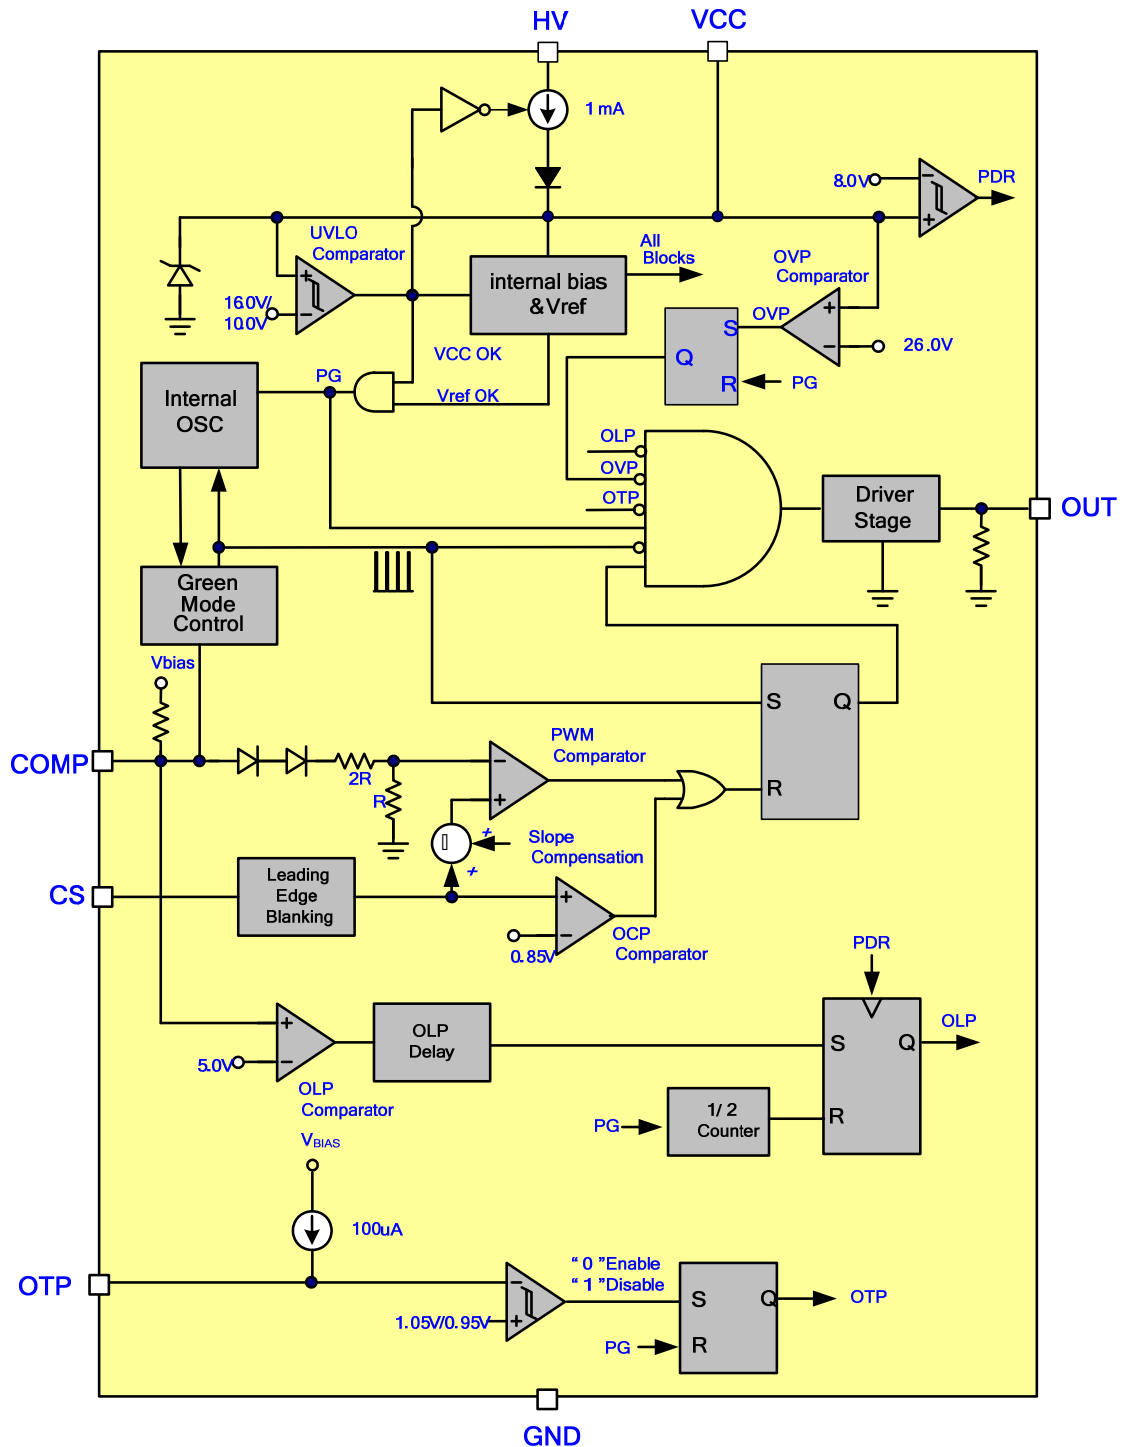 HV
VCC
1mA
8.0V
PDR
UVLO
Comparator
All
Blocks
OVP
Comparator
internal bias
&Vref
16.0V/
10.0V
S
OVP
Q
26.0V
R
PG
VCC OK
PG
Vref OK
Internal
OSC
OLP
OVP
OTP
Driver
Stage
OUT
Green
Mode
Control
Vbias
S
Q
R
COMP
2R
R
PWM
Comparator
Slope
Compensation
CS
Leading
Edge
Blanking
0.85V
OCP
Comparator
PDR
OLP
Delay
S
Q
OLP
5.0V
OLP
Comparator
R
PG
1/ 2
Counter
VBIAS
100uA
OTP
“ 0 ”Enable
“ 1 ”Disable
S
Q
OTP
1.05V/0.95V
PG
R
GND